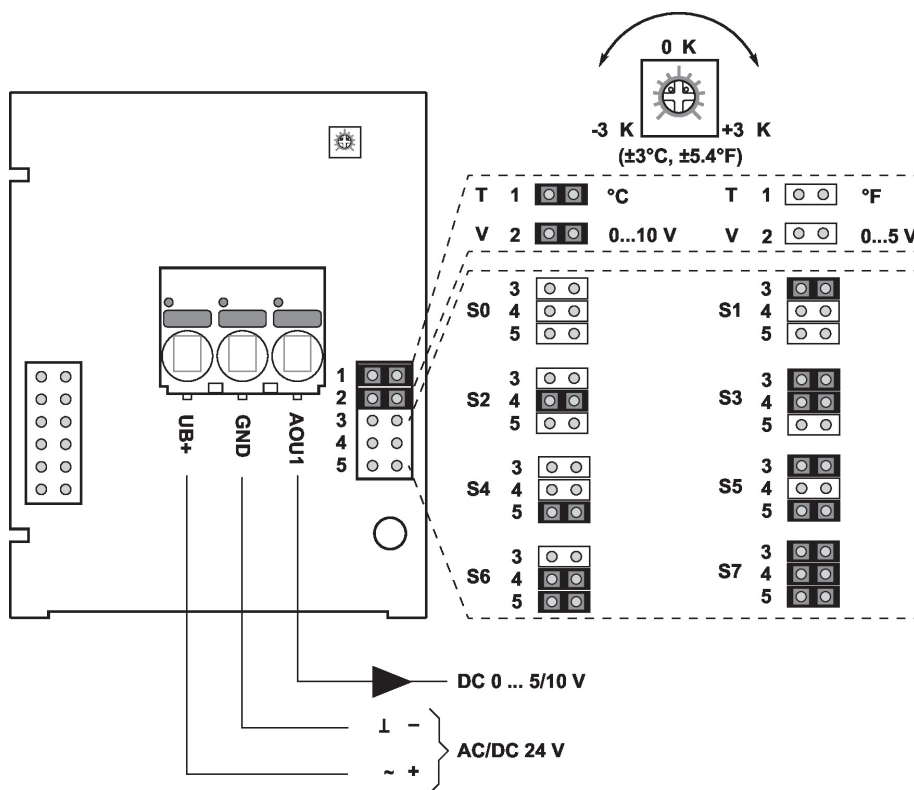 0 K
-3 K +3 K
(±3°C, ±5.4°F)
T 1 °C T 1 °F
V 2 0...10 V V 2 0...5 V
S0 3 4 5 S1 3 4 5
S2 3 4 5 S3 3 4 5
S4 3 4 5 S5 3 4 5
S6 3 4 5 S7 3 4 5
1
2
3
4
5
UB+ GND AOU1
DC 0 ... 5/10 V
⊥ −
AC/DC 24 V
~ +